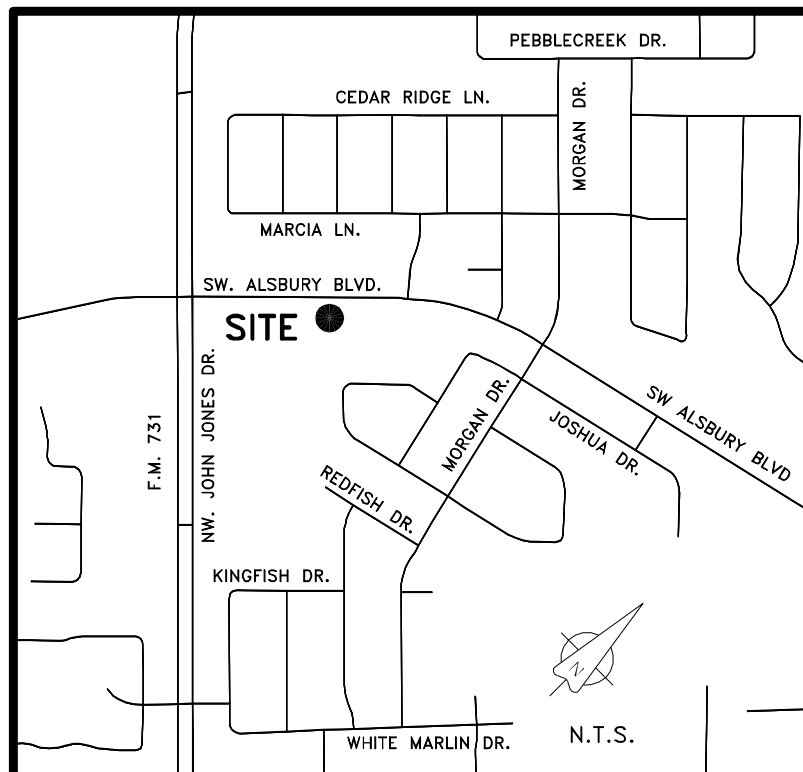 PEBBLECREEK DR.
CEDAR RIDGE LN.
MORGAN DR.
MARCIA LN.
SW. ALSBURY BLVD.
SITE
NW. JOHN JONES DR.
F.M. 731
MORGAN DR.
SW ALSBURY BLVD
JOSHUA DR.
REDFISH DR.
KINGFISH DR.
N
WHITE MARLIN DR.
N.T.S.